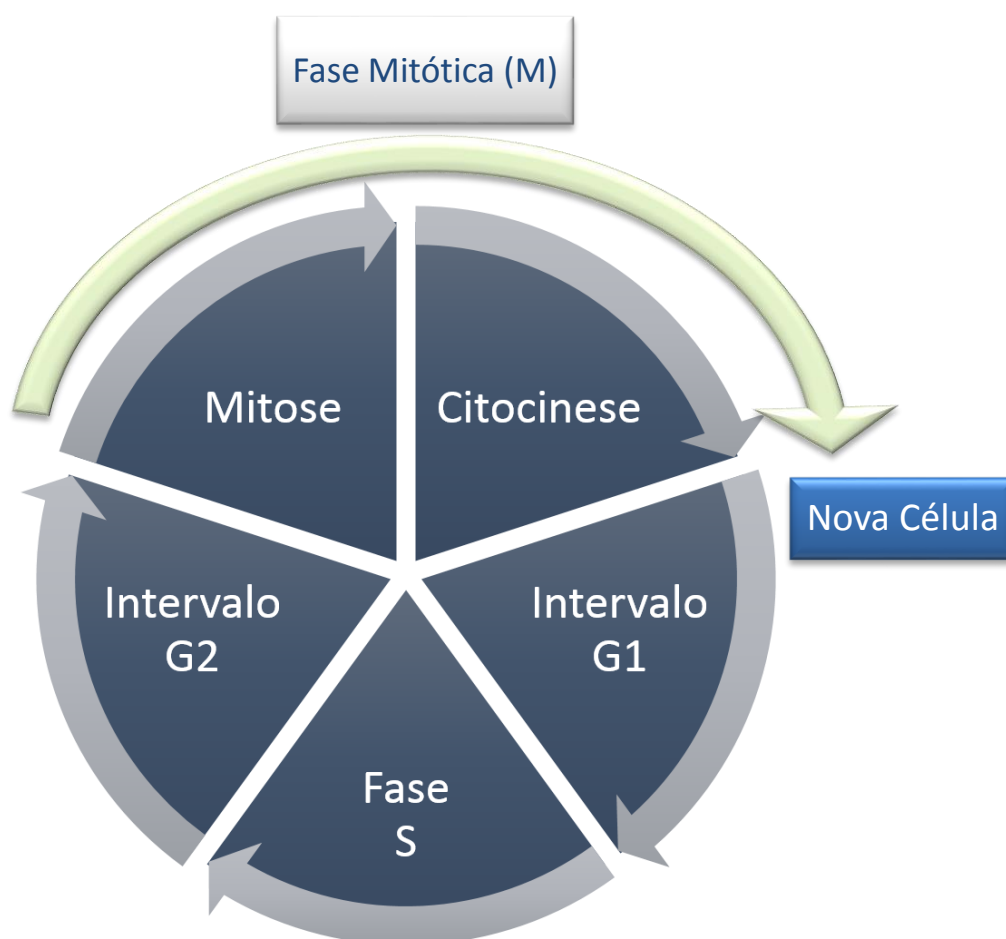 Fase Mitótica (M)
Mitose
Citocinese
Nova Célula
Intervalo
G1
Fase
S
Intervalo
G2